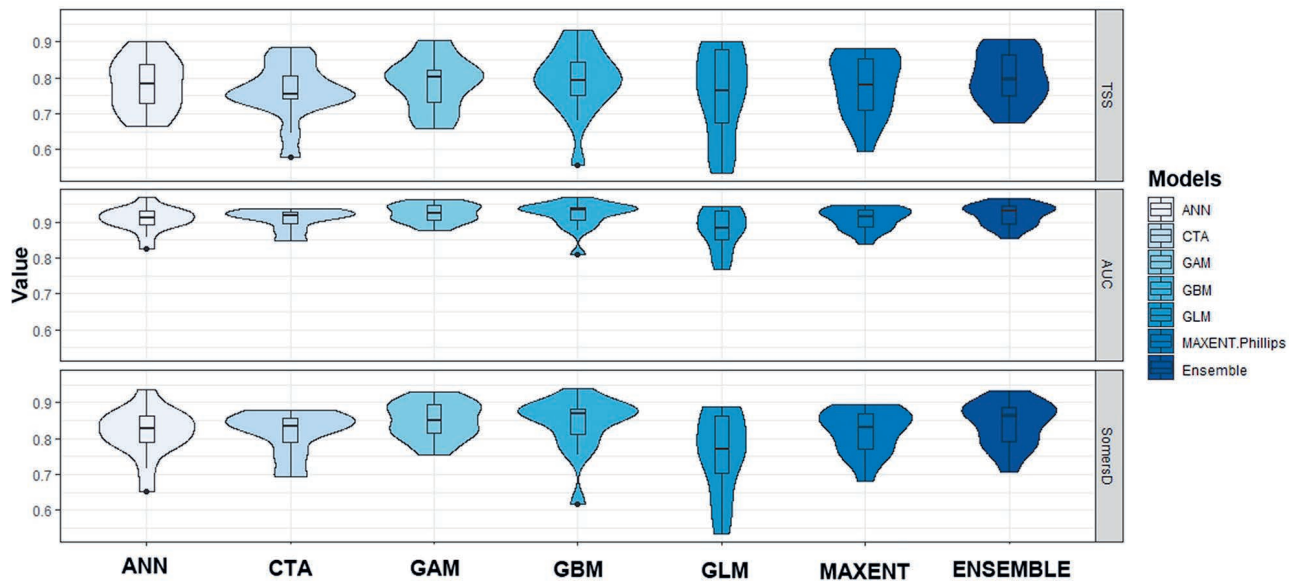 0.9
0.8
0.7
0.6
TSS
0.9
0.8
0.7
0.6
AUC
0.9
0.8
0.7
0.6
SomersD
Value
ANN CTA GAM GBM GLM MAXENT ENSEMBLE
Models
ANN
CTA
GAM
GBM
GLM
MAXENT.Phillips
Ensemble